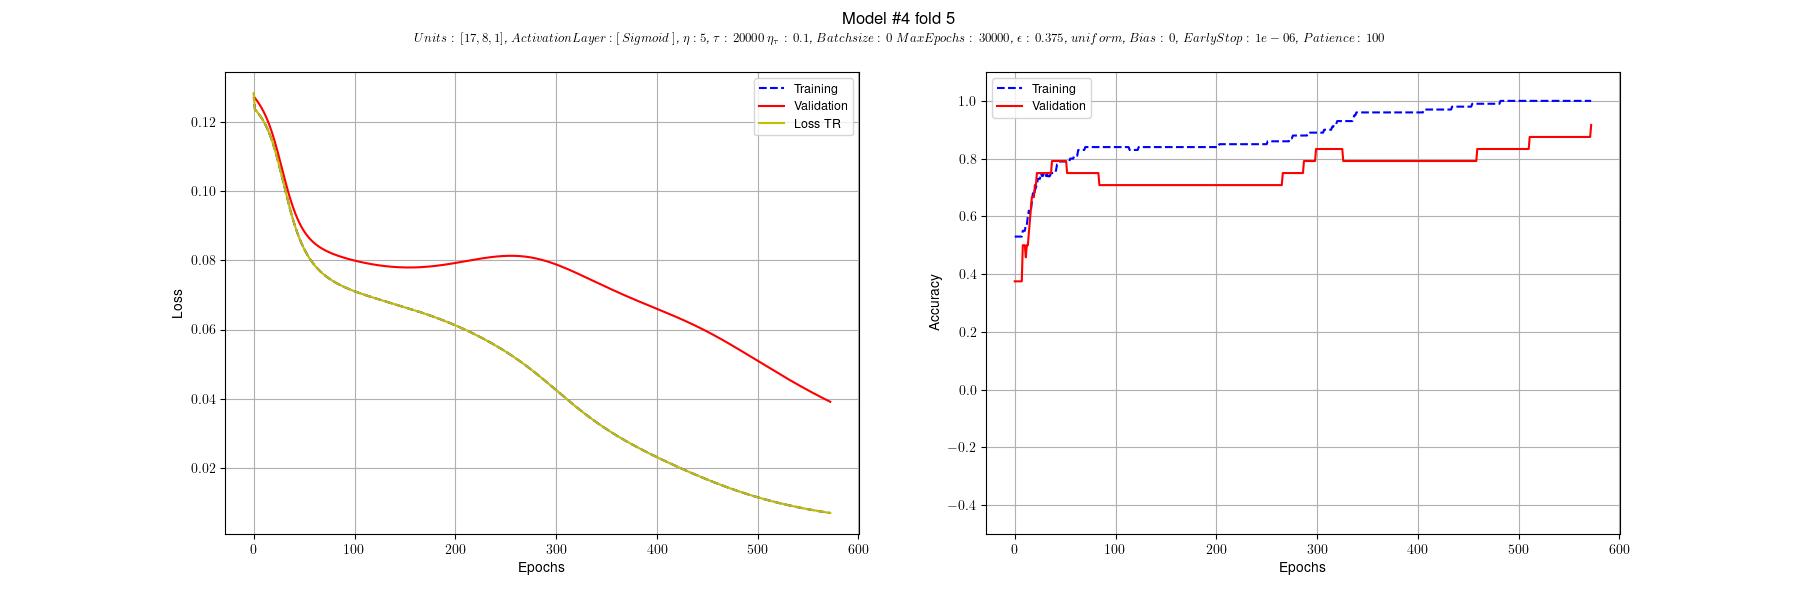 Model #4 fold 5
Units : [17, 8, 1], ActivationLayer : [ Sigmoid ], η : 5, τ : 20000 η_τ : 0.1, Batchsize : 0 MaxEpochs : 30000, ϵ : 0.375, uniform, Bias : 0, EarlyStop : 1e − 06, Patience : 100
Training
Validation
Loss TR
0.12
0.10
0.08
0.06
0.04
0.02
Loss
0 100 200 300 400 500 600
Epochs
Training
Validation
1.0
0.8
0.6
0.4
0.2
0.0
−0.2
−0.4
Accuracy
0 100 200 300 400 500 600
Epochs